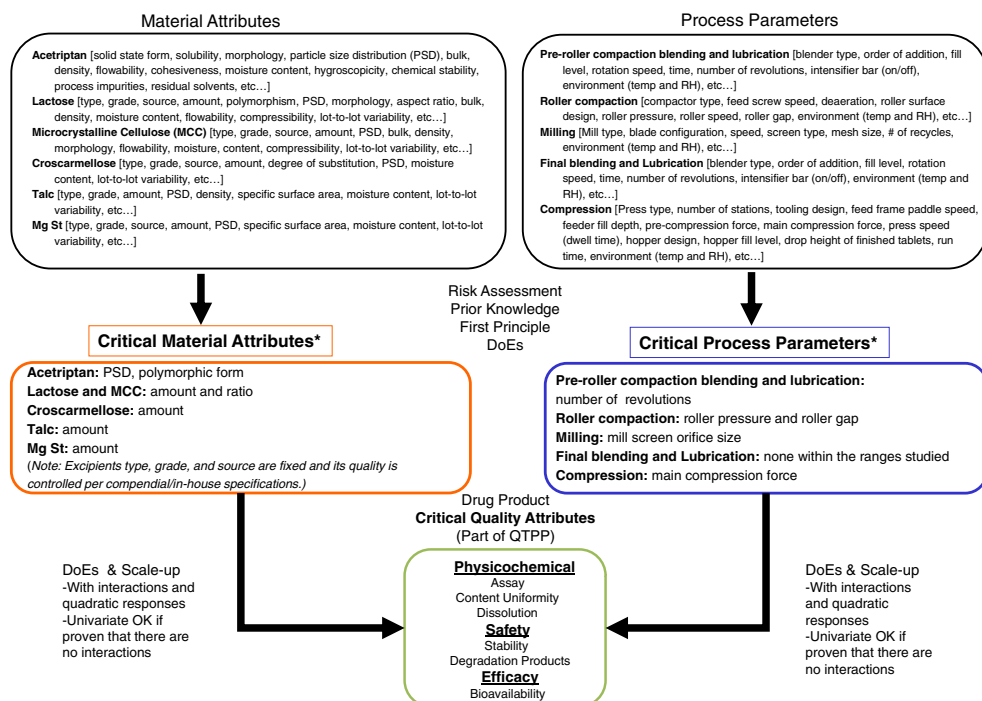 Material Attributes
Acetriptan [solid state form, solubility, morphology, particle size distribution (PSD), bulk,
density, flowability, cohesiveness, moisture content, hygroscopicity, chemical stability,
process impurities, residual solvents, etc…]
Lactose [type, grade, source, amount, polymorphism, PSD, morphology, aspect ratio, bulk,
density, moisture content, flowability, compressibility, lot-to-lot variability, etc…]
Microcrystalline Cellulose (MCC) [type, grade, source, amount, PSD, bulk, density,
morphology, flowability, moisture, content, compressibility, lot-to-lot variability, etc…]
Croscarmellose [type, grade, source, amount, degree of substitution, PSD, moisture
content, lot-to-lot variability, etc…]
Talc [type, grade, amount, PSD, density, specific surface area, moisture content, lot-to-lot
variability, etc…]
Mg St [type, grade, source, amount, PSD, specific surface area, moisture content, lot-to-lot
variability, etc…]
Process Parameters
Pre-roller compaction blending and lubrication [blender type, order of addition, fill
level, rotation speed, time, number of revolutions, intensifier bar (on/off),
environment (temp and RH), etc…]
Roller compaction [compactor type, feed screw speed, deaeration, roller surface
design, roller pressure, roller speed, roller gap, environment (temp and RH), etc…]
Milling [Mill type, blade configuration, speed, screen type, mesh size, # of recycles,
environment (temp and RH), etc…]
Final blending and Lubrication [blender type, order of addition, fill level, rotation
speed, time, number of revolutions, intensifier bar (on/off), environment (temp and
RH), etc…]
Compression [Press type, number of stations, tooling design, feed frame paddle speed,
feeder fill depth, pre-compression force, main compression force, press speed
(dwell time), hopper design, hopper fill level, drop height of finished tablets, run
time, environment (temp and RH), etc…]
Risk Assessment
Prior Knowledge
First Principle
DoEs
Critical Material Attributes*
Acetriptan: PSD, polymorphic form
Lactose and MCC: amount and ratio
Croscarmellose: amount
Talc: amount
Mg St: amount
(Note: Excipients type, grade, and source are fixed and its quality is
controlled per compendial/in-house specifications.)
Critical Process Parameters*
Pre-roller compaction blending and lubrication:
number of revolutions
Roller compaction: roller pressure and roller gap
Milling: mill screen orifice size
Final blending and Lubrication: none within the ranges studied
Compression: main compression force
Drug Product
Critical Quality Attributes
(Part of QTPP)
Physicochemical
Assay
Content Uniformity
Dissolution
Safety
Stability
Degradation Products
Efficacy
Bioavailability
DoEs & Scale-up
-With interactions and
quadratic responses
-Univariate OK if
proven that there are
no interactions
DoEs & Scale-up
-With interactions
and quadratic
responses
-Univariate OK if
proven that there are
no interactions